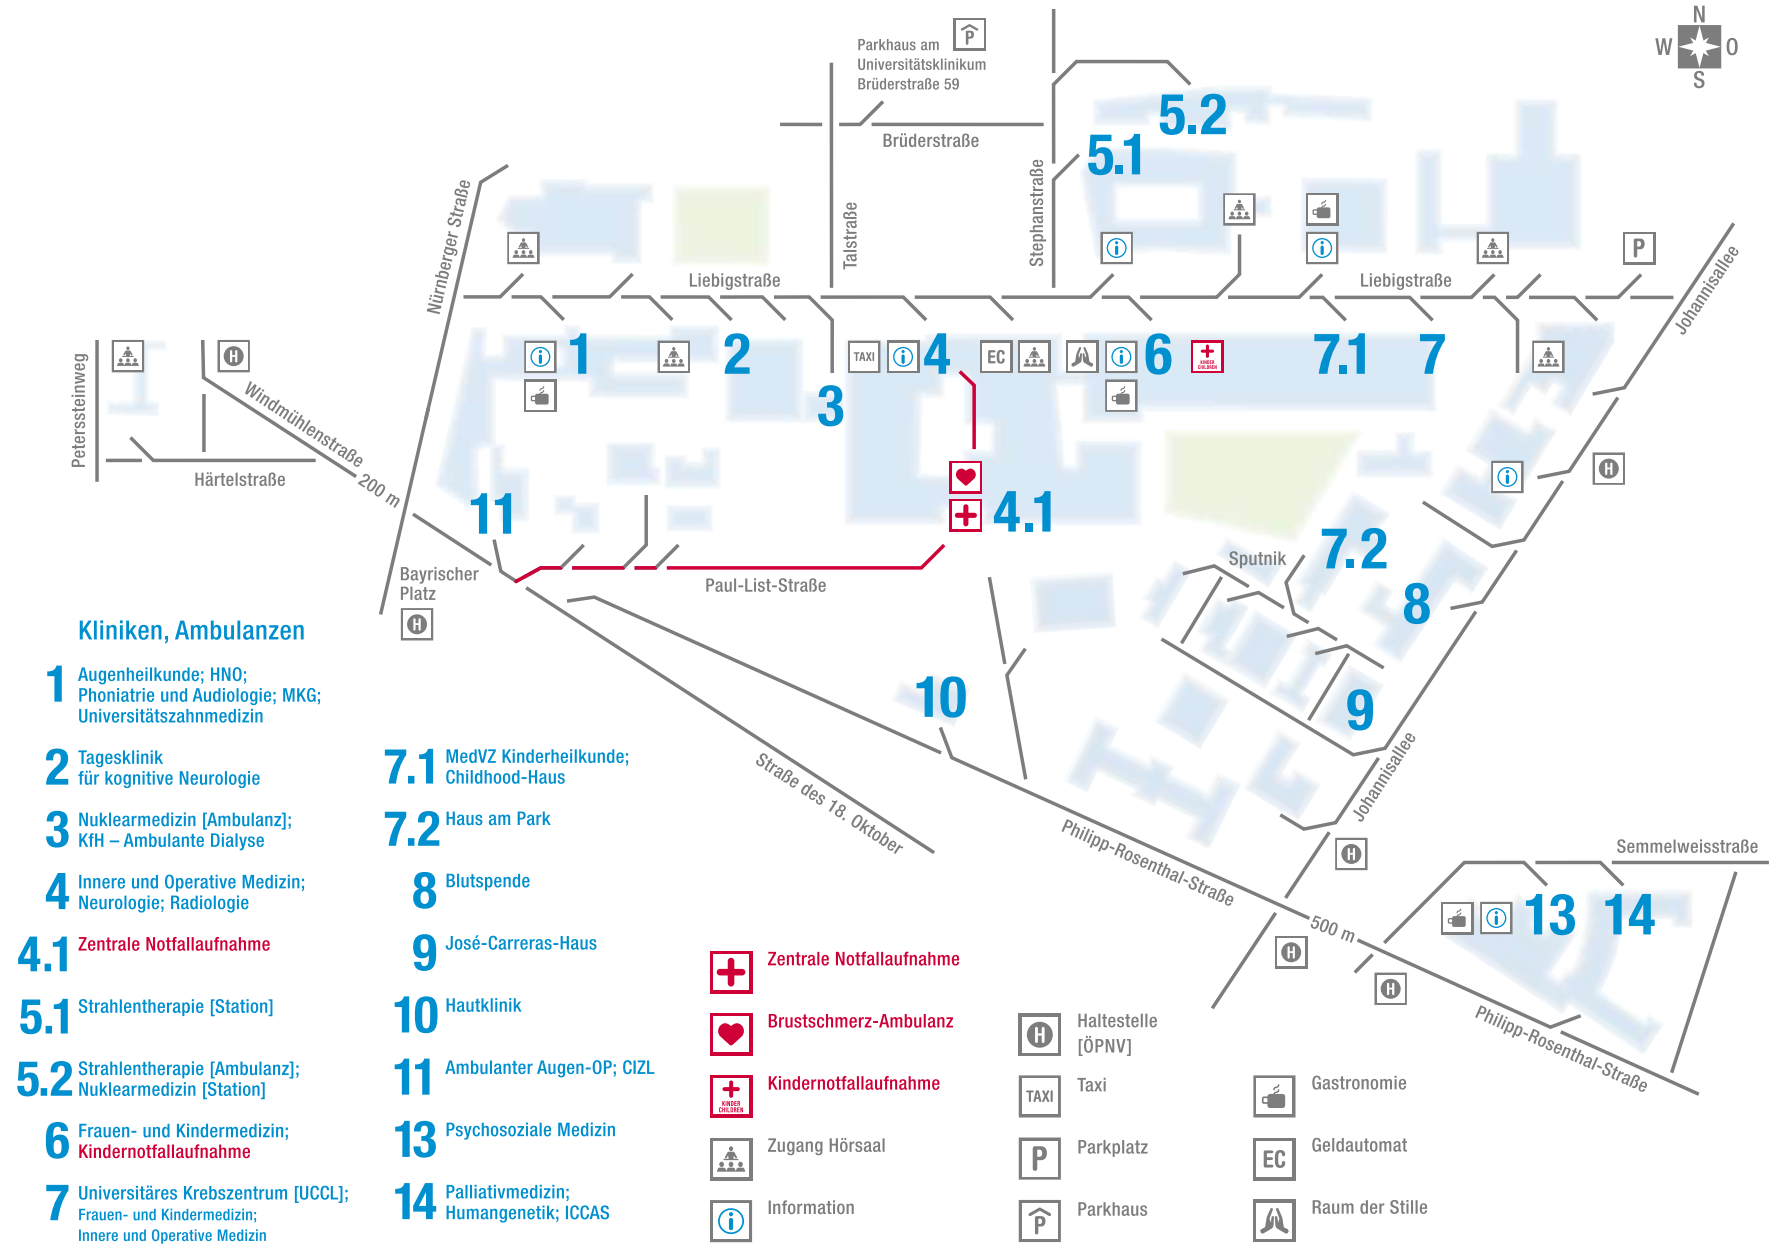 N
W O
S
Parkhaus am
Universitätsklinikum
Brüderstraße 59
P
Brüderstraße
5.2
5.1
Nürnberger Straße
Talstraße
Stephanstraße
Liebigstraße
Liebigstraße
P
Johannisallee
i
i
Peterssteinweg
H
Windmühlenstraße
200 m
Härtelstraße
i
1
2
3
TAXI
i
4
EC
i
6
KINDER
CHILDREN
7.1
7
i
H
11
4.1
Sputnik
7.2
8
Bayrischer
Platz
H
Paul-List-Straße
10
9
Straße des 18. Oktober
Philipp-Rosenthal-Straße
Johannisallee
H
H
500 m
H
Semmelweisstraße
i
13
14
Philipp-Rosenthal-Straße
Kliniken, Ambulanzen
1
Augenheilkunde; HNO;
Phoniatrie und Audiologie; MKG;
Universitätszahnmedizin
2
Tagesklinik
für kognitive Neurologie
3
Nuklearmedizin [Ambulanz];
KfH – Ambulante Dialyse
4
Innere und Operative Medizin;
Neurologie; Radiologie
4.1
Zentrale Notfallaufnahme
5.1
Strahlentherapie [Station]
5.2
Strahlentherapie [Ambulanz];
Nuklearmedizin [Station]
6
Frauen- und Kindermedizin;
Kindernotfallaufnahme
7
Universitäres Krebszentrum [UCCL];
Frauen- und Kindermedizin;
Innere und Operative Medizin
7.1
MedVZ Kinderheilkunde;
Childhood-Haus
7.2
Haus am Park
8
Blutspende
9
José-Carreras-Haus
10
Hautklinik
11
Ambulanter Augen-OP; CIZL
13
Psychosoziale Medizin
14
Palliativmedizin;
Humangenetik; ICCAS
Zentrale Notfallaufnahme
Brustschmerz-Ambulanz
KINDER
CHILDREN
Kindernotfallaufnahme
Zugang Hörsaal
i
Information
H
Haltestelle
[ÖPNV]
TAXI
Taxi
P
Parkplatz
P
Parkhaus
Gastronomie
EC
Geldautomat
Raum der Stille